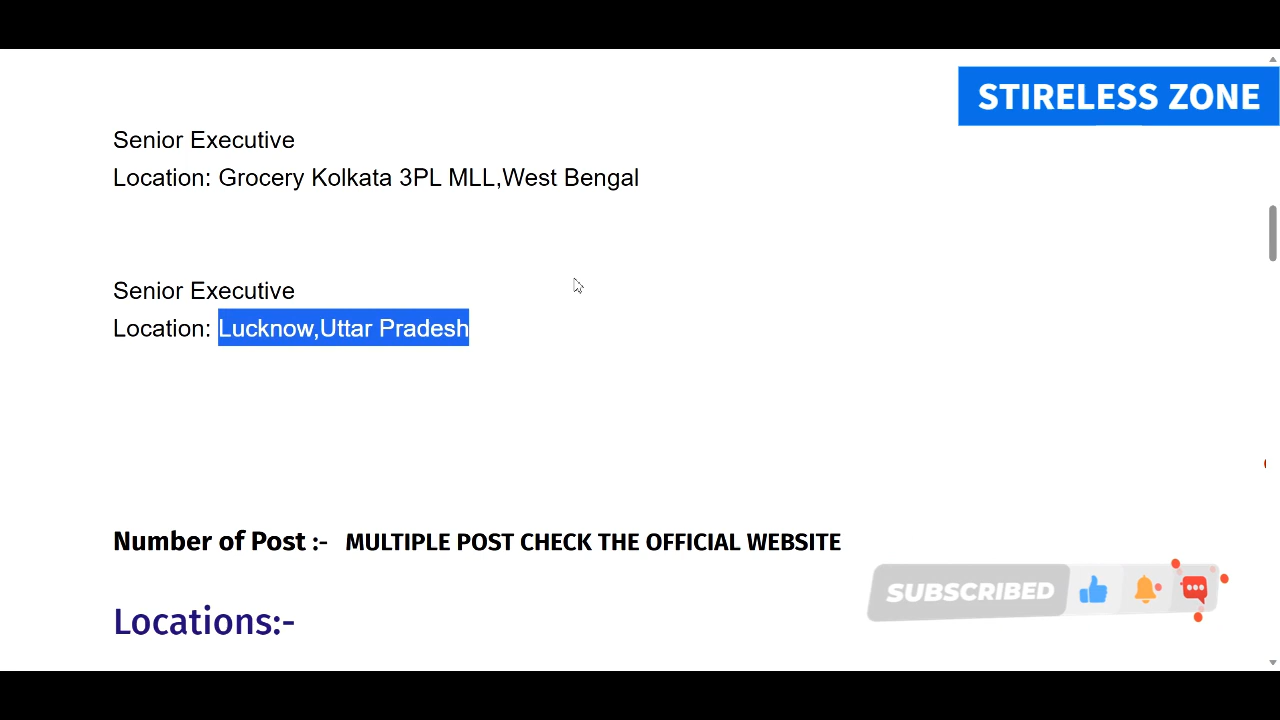 STIRELESS ZONE
Senior Executive
Location: Grocery Kolkata 3PL MLL,West Bengal
Senior Executive
Location: Lucknow,Uttar Pradesh
Number of Post :- MULTIPLE POST CHECK THE OFFICIAL WEBSITE
SUBSCRIBED
Locations:-